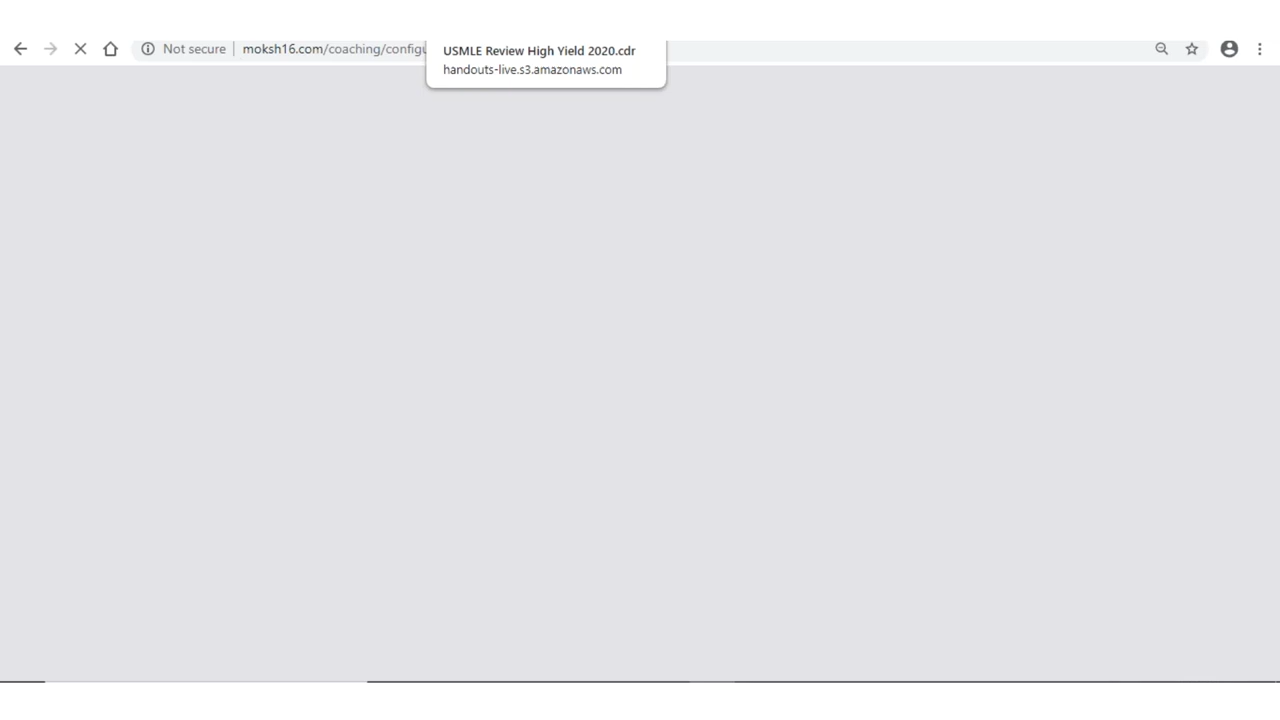 Not secure
moksh16.com/coaching/configu
USMLE Review High Yield 2020.cdr
handouts-live.s3.amazonaws.com